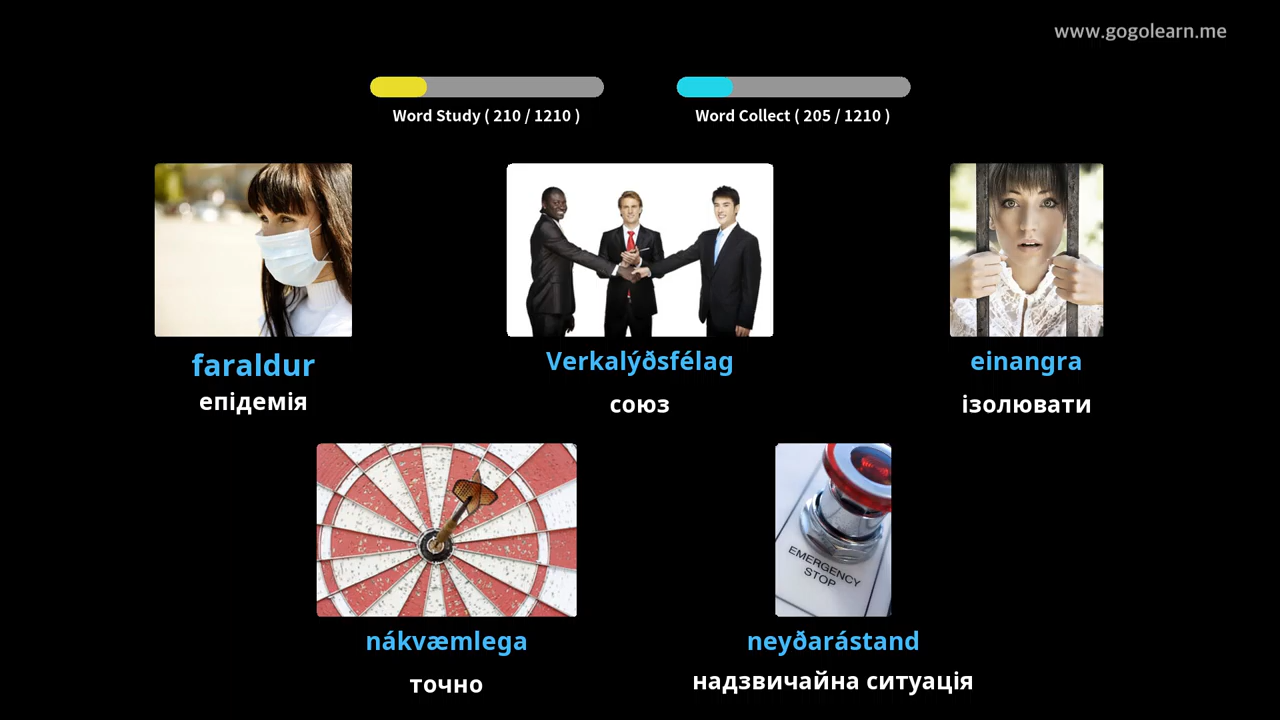 www.gogolearn.me
Word Study ( 210 / 1210 )
Word Collect ( 205 / 1210 )
faraldur
епідемія
Verkalýðsfélag
союз
einangra
ізолювати
EMERGENCY
STOP
nákvæmlega
точно
neyðarástand
надзвичайна ситуація